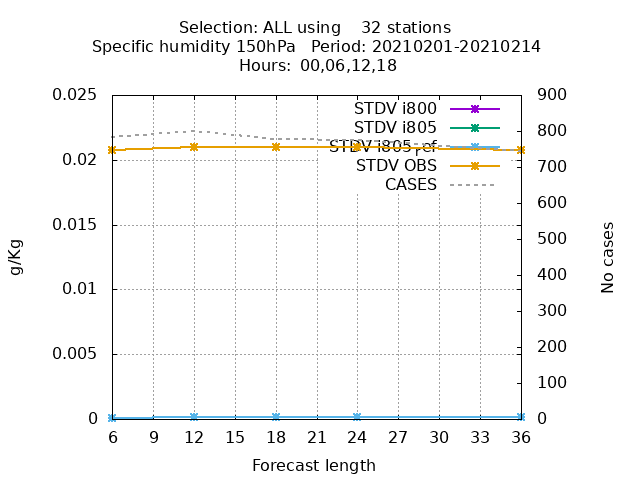 Selection: ALL using    32 stations
Specific humidity 150hPa   Period: 20210201-20210214
Hours: 00,06,12,18
0.025
0.02
0.015
0.01
0.005
0
900
800
700
600
500
400
300
200
100
0
STDV i800
STDV i805
STDV i805 ref
STDV OBS
CASES
g/Kg
No cases
6 9 12 15 18 21 24 27 30 33 36
Forecast length